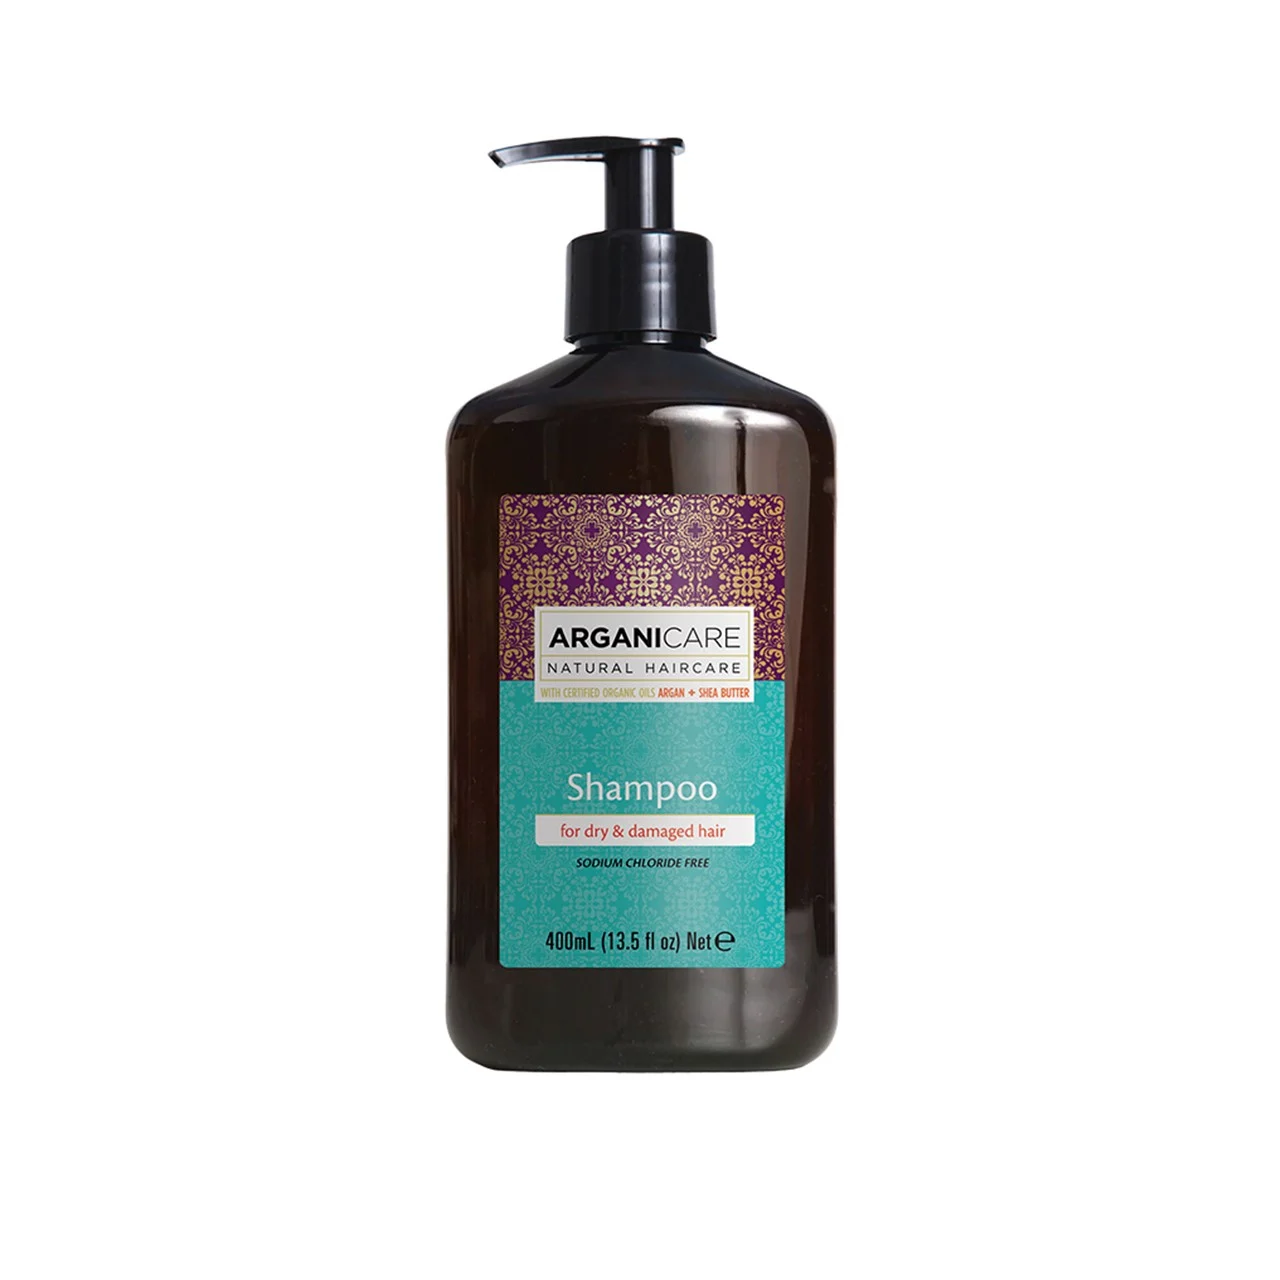 ARGANICARE
NATURAL HAIRCARE
WITH CERTIFIED ORGANIC OILS ARGAN + SHEA BUTTER
Shampoo
for dry & damaged hair
SODIUM CHLORIDE FREE
400mL (13.5 fl oz) Net ℮